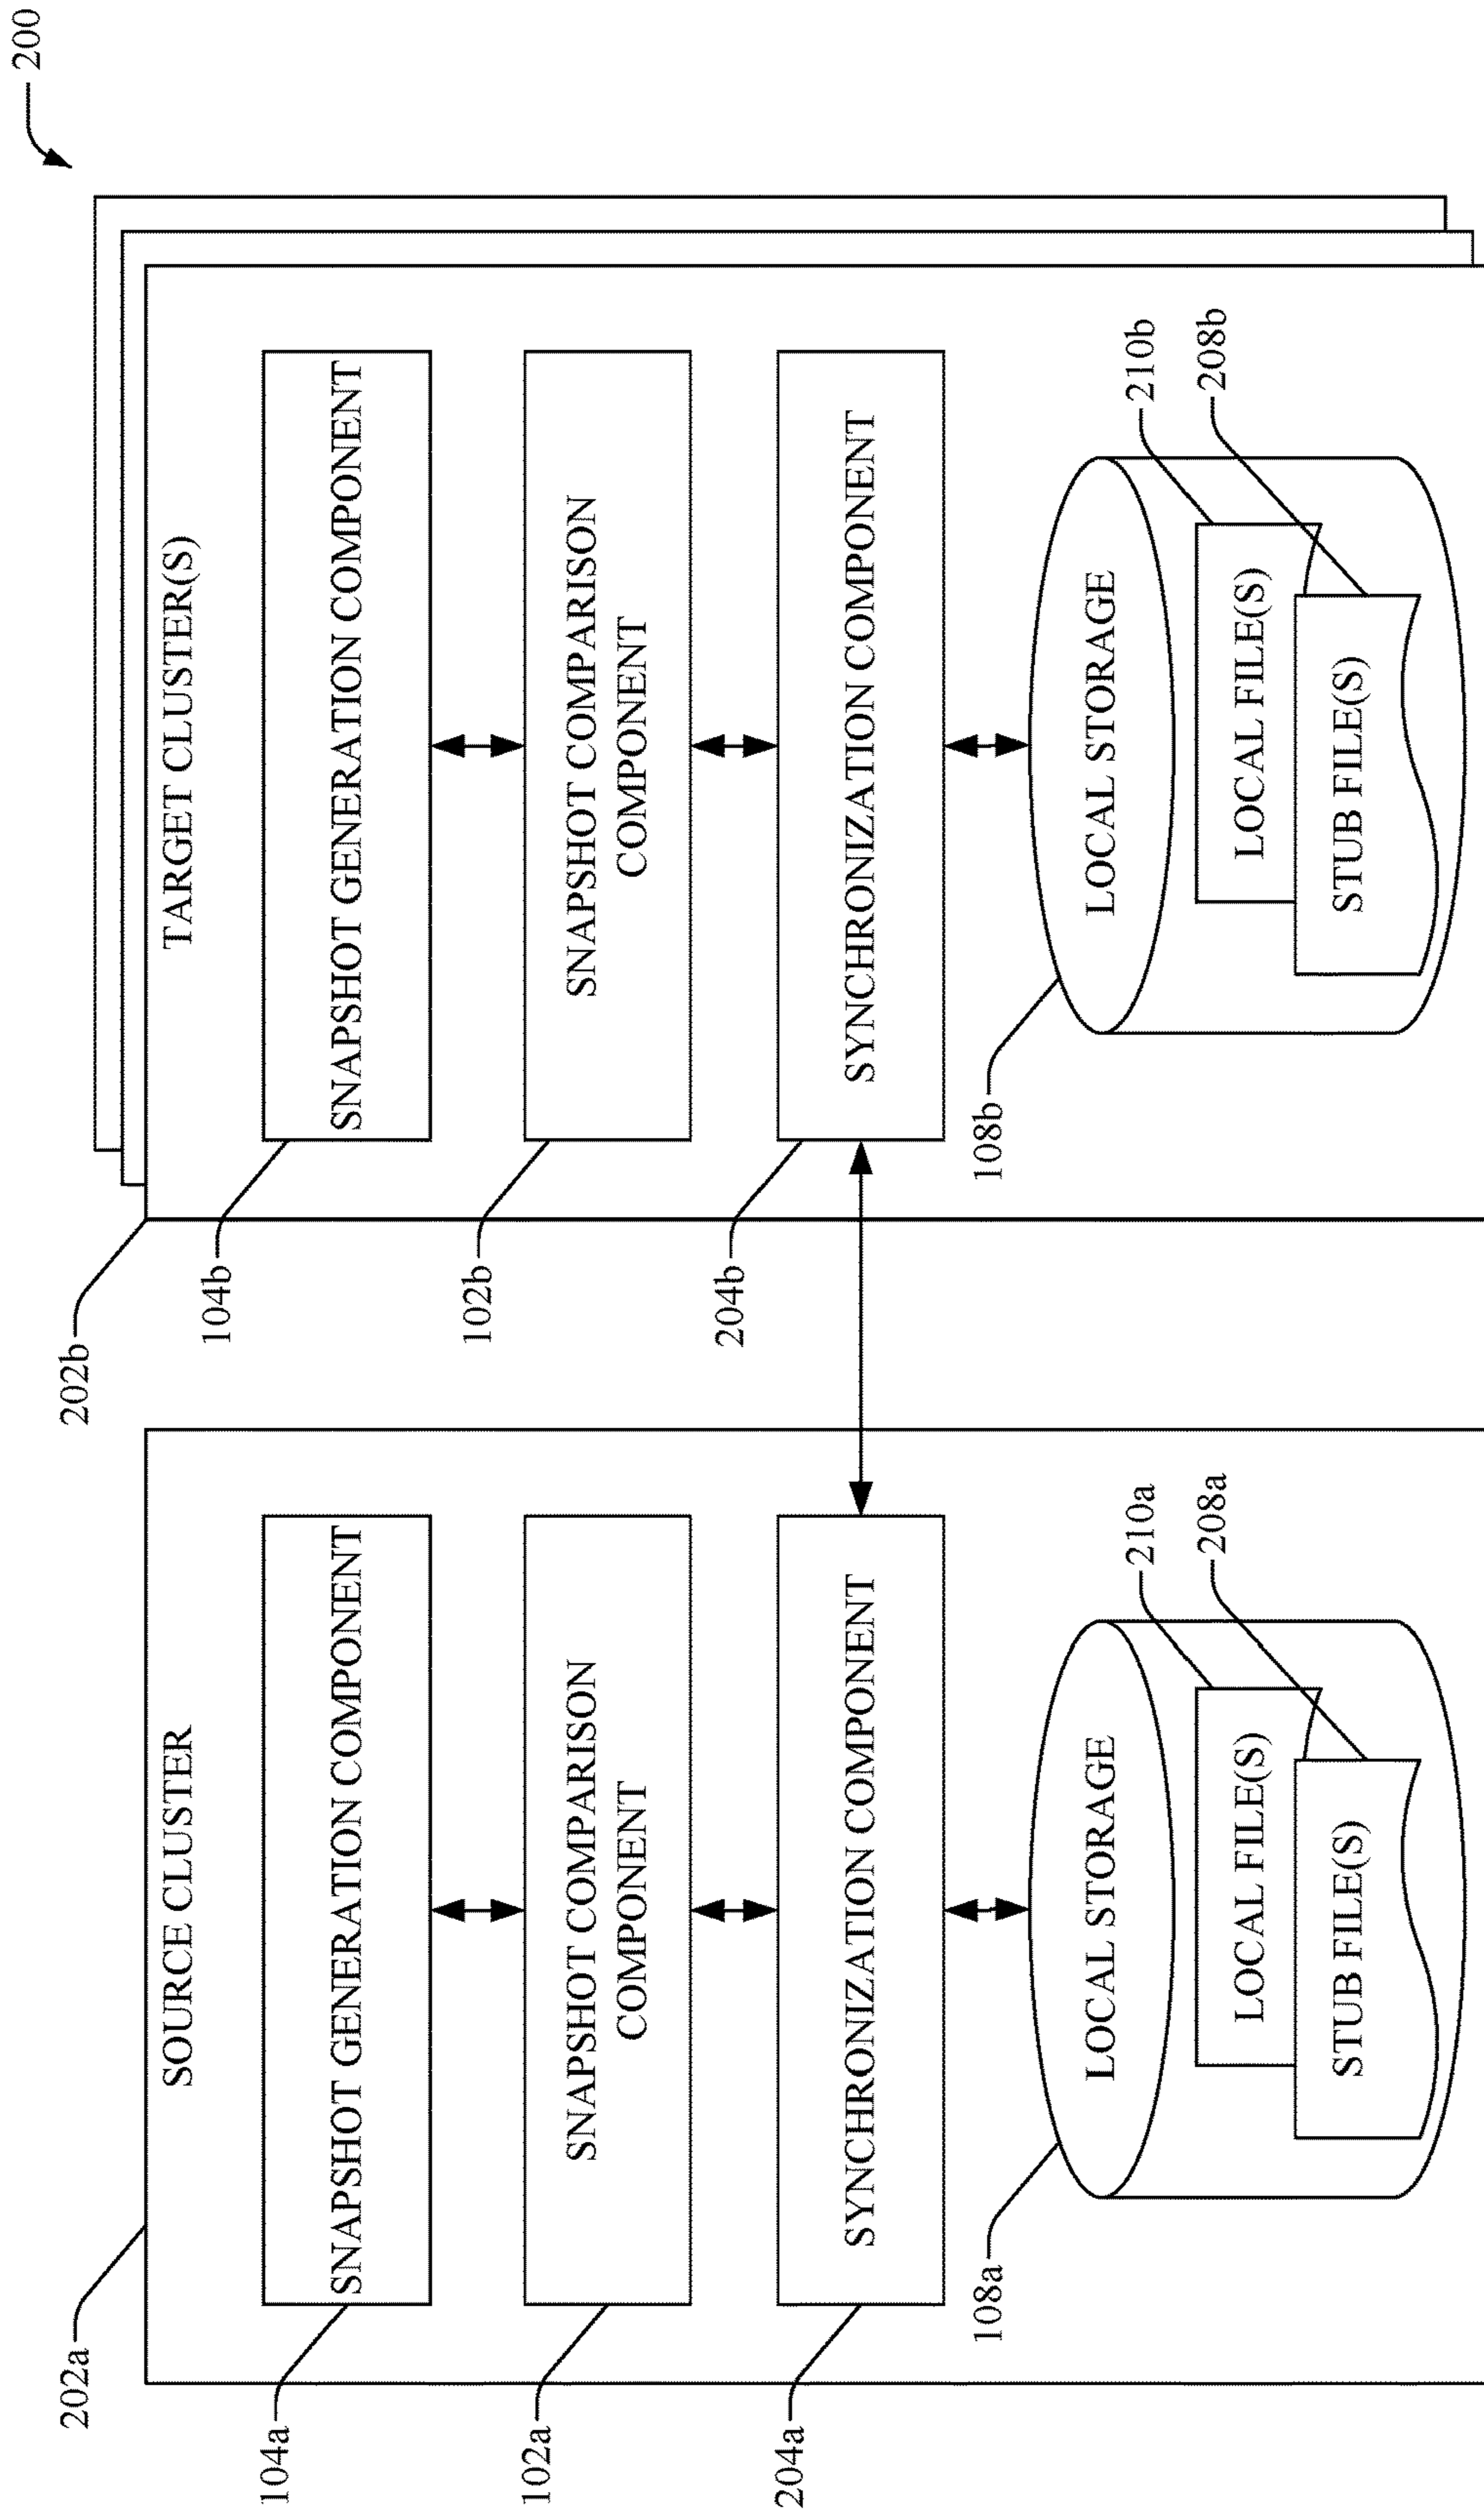 200
202a
SOURCE CLUSTER
104a
SNAPSHOT GENERATION COMPONENT
102a
SNAPSHOT COMPARISON
COMPONENT
204a
SYNCHRONIZATION COMPONENT
108a
LOCAL STORAGE
210a
LOCAL FILE(S)
208a
STUB FILE(S)
202b
TARGET CLUSTER(S)
104b
SNAPSHOT GENERATION COMPONENT
102b
SNAPSHOT COMPARISON
COMPONENT
204b
SYNCHRONIZATION COMPONENT
108b
LOCAL STORAGE
210b
LOCAL FILE(S)
208b
STUB FILE(S)